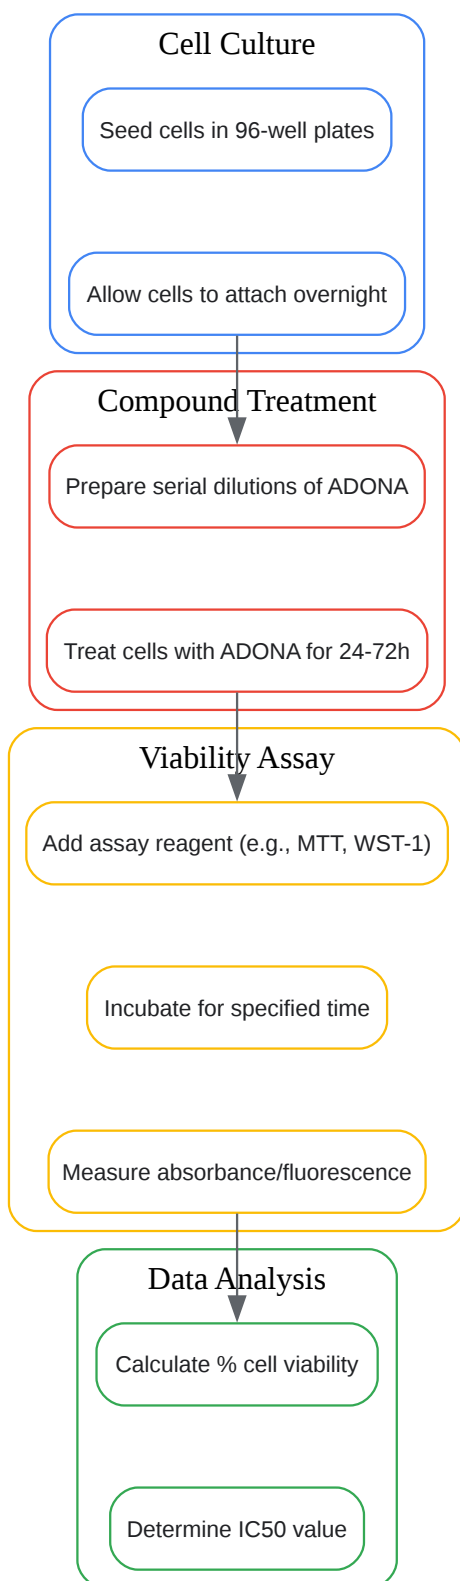 Cell Culture
Seed cells in 96-well plates
Allow cells to attach overnight
Compound Treatment
Prepare serial dilutions of ADONA
Treat cells with ADONA for 24-72h
Viability Assay
Add assay reagent (e.g., MTT, WST-1)
Incubate for specified time
Measure absorbance/fluorescence
Data Analysis
Calculate % cell viability
Determine IC50 value